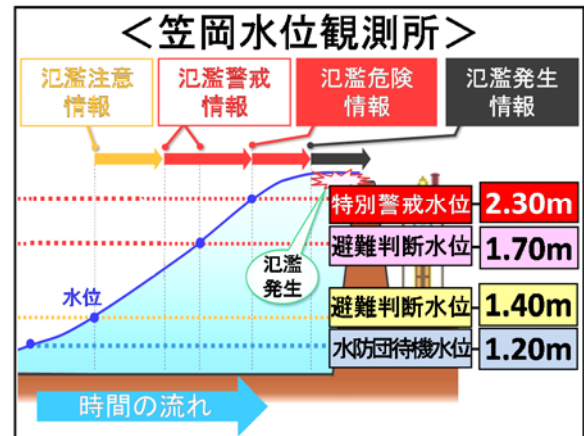 ＜笠岡水位観測所＞
氾濫注意
情報
氾濫警戒
情報
氾濫危険
情報
氾濫発生
情報
特別警戒水位
2.30m
避難判断水位
1.70m
氾濫
発生
水位
避難判断水位
1.40m
水防団待機水位
1.20m
時間の流れ